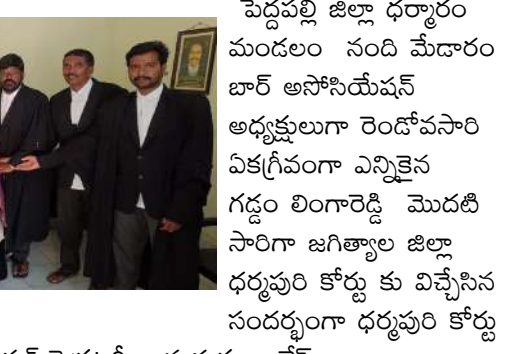 పెద్దపల్లి జిల్లా ధర్మారం
మండలం నంది మేడారం
బార్ అసోసియేషన్
అధ్యక్షులుగా రెండోవసారి
ఏకగ్రీవంగా ఎన్నికైన
గడ్డం లింగారెడ్డి మొదటి
సారిగా జగిత్యాల జిల్లా
ధర్మపురి కోర్టు కు విచ్చేసిన
సందర్భంగా ధర్మపురి కోర్టు